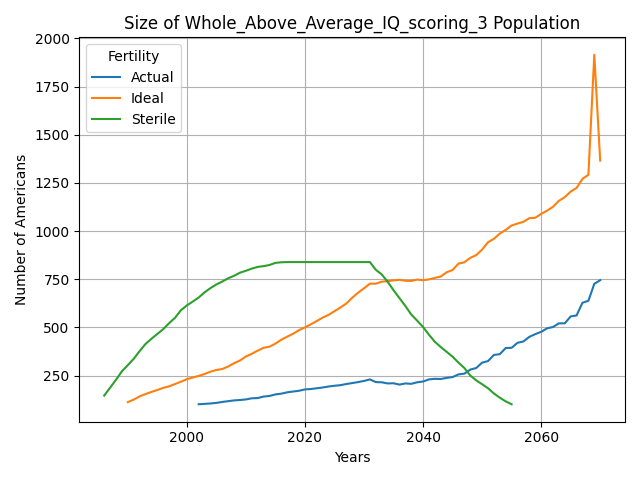 Size of Whole_Above_Average_IQ_scoring_3 Population
Number of Americans
2000
1750
1500
1250
1000
750
500
250
Fertility
Actual
Ideal
Sterile
2000 2020 2040 2060
Years